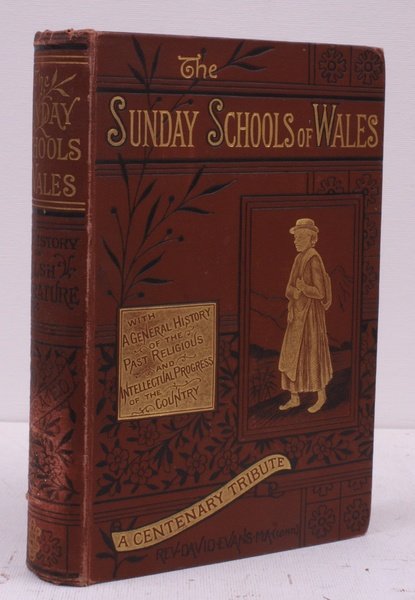 The
SUNDAY SCHOOLS of WALES
WITH
A GENERAL HISTORY
OF THE
PAST RELIGIOUS
AND
INTELLECTUAL PROGRESS
OF THE
COUNTRY
A CENTENARY TRIBUTE
REV. DAVID EVANS. M.A.
The
SUNDAY
SCHOOLS
WALES
HISTORY